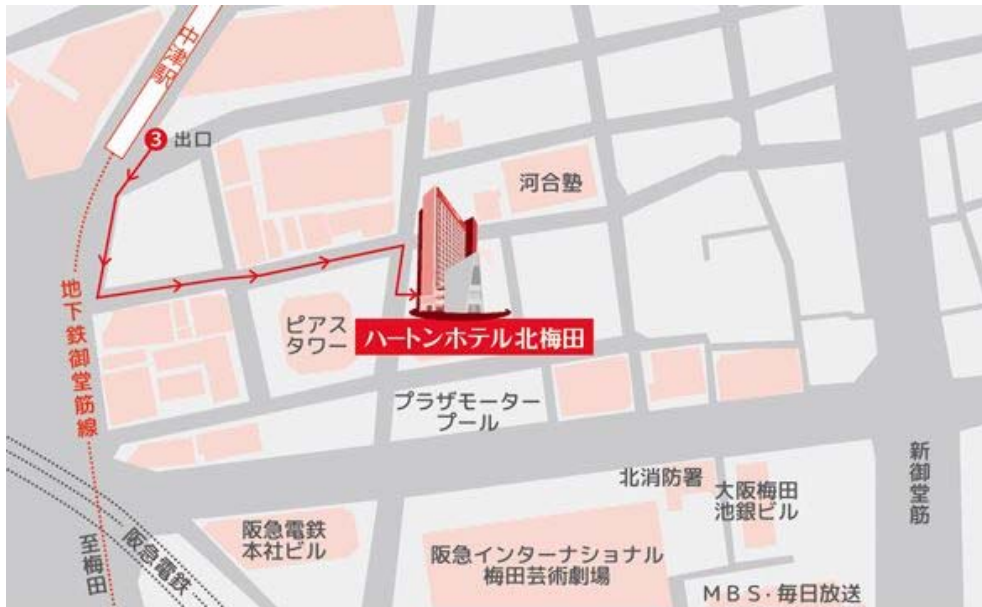 中津駅
3 出口
河合塾
地下鉄御堂筋線
ピアス
タワー
ハートンホテル北梅田
プラザモーター
プール
新御堂筋
北消防署
大阪梅田
池銀ビル
阪急電鉄
本社ビル
阪急インターナショナル
梅田芸術劇場
至梅田
阪急電鉄
MBS・毎日放送